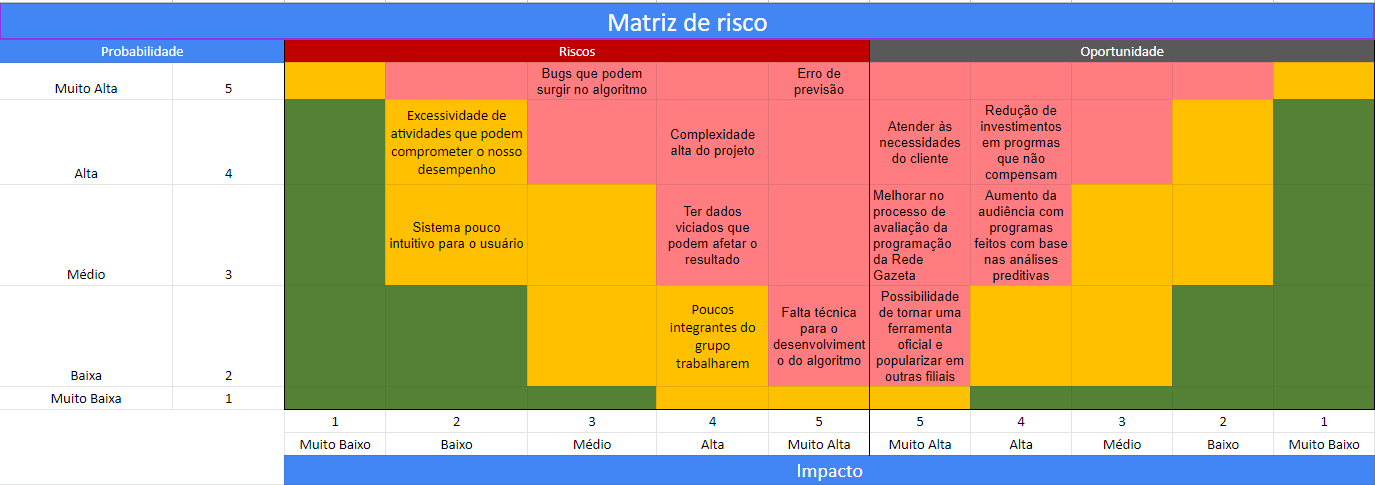 Matriz de risco
Probabilidade
Riscos
Oportunidade
Muito Alta
5
Bugs que podem
surgir no algoritmo
Erro de
previsão
Alta
4
Excessividade de
atividades que podem
comprometer o nosso
desempenho
Complexidade
alta do projeto
Atender às
necessidades
do cliente
Redução de
investimentos
em progrmas
que não
compensam
Médio
3
Sistema pouco
intuitivo para o usuário
Ter dados
viciados que
podem afetar o
resultado
Melhorar no
processo de
avaliação da
programação
da Rede
Gazeta
Aumento da
audiência com
programas
feitos com base
nas análises
preditivas
Baixa
2
Poucos
integrantes do
grupo
trabalharem
Falta técnica
para o
desenvolviment
o do algoritmo
Possibilidade
de tornar uma
ferramenta
oficial e
popularizar em
outras filiais
Muito Baixa
1
1
2
3
4
5
5
4
3
2
1
Muito Baixo
Baixo
Médio
Alta
Muito Alta
Muito Alta
Alta
Médio
Baixo
Muito Baixo
Impacto